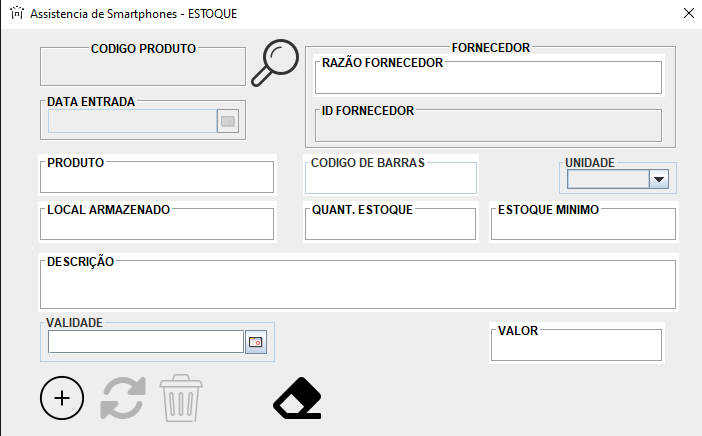 Assistencia de Smartphones - ESTOQUE
CODIGO PRODUTO
FORNECEDOR
RAZÃO FORNECEDOR
DATA ENTRADA
ID FORNECEDOR
PRODUTO
CODIGO DE BARRAS
UNIDADE
LOCAL ARMAZENADO
QUANT. ESTOQUE
ESTOQUE MINIMO
DESCRIÇÃO
VALIDADE
VALOR